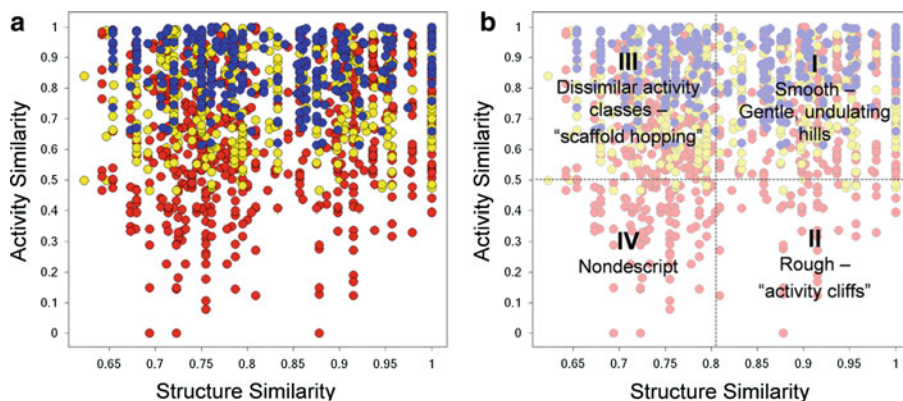 a
1
0.9
0.8
0.7
0.6
0.5
0.4
0.3
0.2
0.1
0
Activity Similarity
0.65 0.7 0.75 0.8 0.85 0.9 0.95 1
Structure Similarity
b
1
0.9
0.8
0.7
0.6
0.5
0.4
0.3
0.2
0.1
0
Activity Similarity
III
Dissimilar activity
classes –
“scaffold hopping”
I
Smooth –
Gentle, undulating
hills
IV
Nondescript
II
Rough –
“activity cliffs”
0.65 0.7 0.75 0.8 0.85 0.9 0.95 1
Structure Similarity